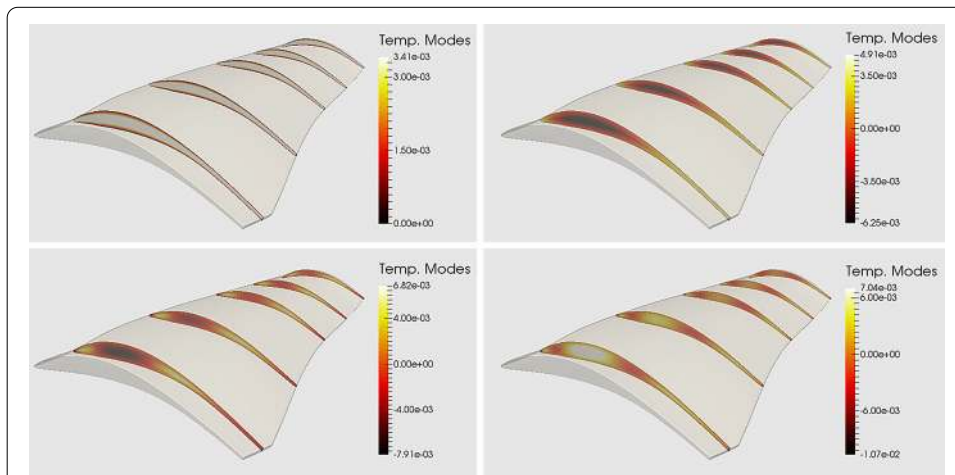 Temp. Modes
3.41e-03
3.00e-03
1.50e-03
0.00e+00
Temp. Modes
4.91e-03
3.50e-03
0.00e+00
-3.50e-03
-6.25e-03
Temp. Modes
6.82e-03
4.00e-03
0.00e+00
-4.00e-03
-7.91e-03
Temp. Modes
7.04e-03
6.00e-03
0.00e+00
-6.00e-03
-1.07e-02